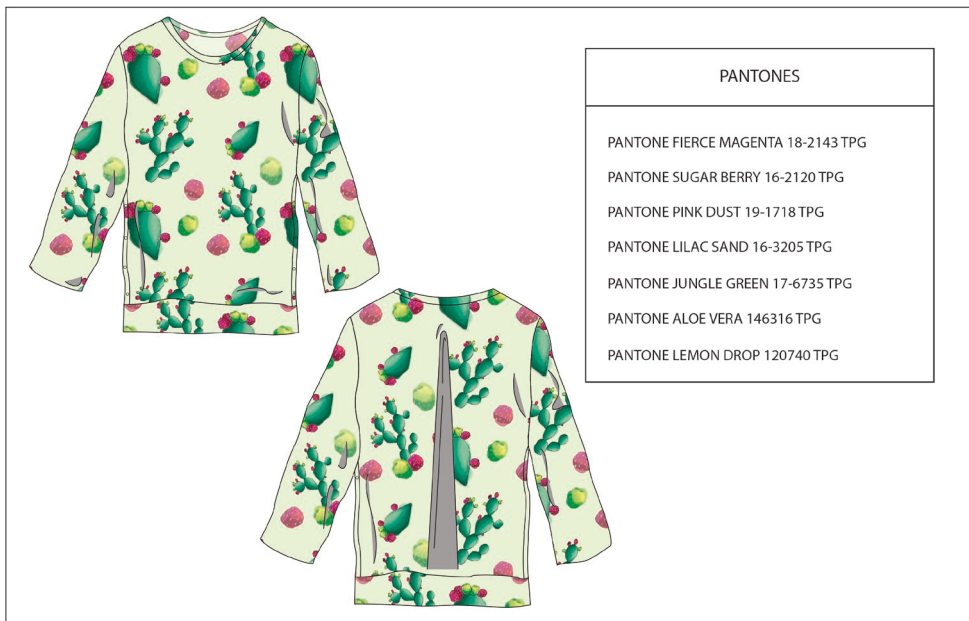 PANTONES
PANTONE FIERCE MAGENTA 18-2143 TPG
PANTONE SUGAR BERRY 16-2120 TPG
PANTONE PINK DUST 19-1718 TPG
PANTONE LILAC SAND 16-3205 TPG
PANTONE JUNGLE GREEN 17-6735 TPG
PANTONE ALOE VERA 146316 TPG
PANTONE LEMON DROP 120740 TPG